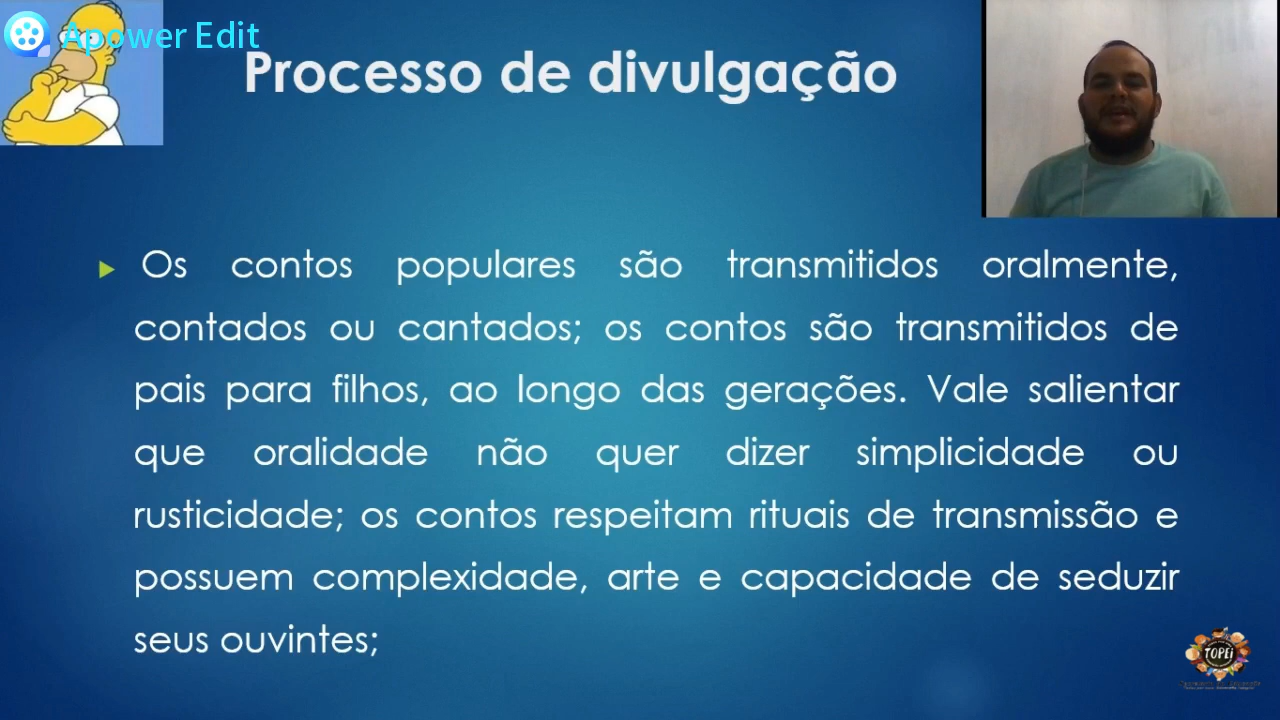 Apower Edit
Processo de divulgação
Os contos populares são transmitidos oralmente,
contados ou cantados; os contos são transmitidos de
pais para filhos, ao longo das gerações. Vale salientar
que oralidade não quer dizer simplicidade ou
rusticidade; os contos respeitam rituais de transmissão e
possuem complexidade, arte e capacidade de seduzir
seus ouvintes;
TOPEi